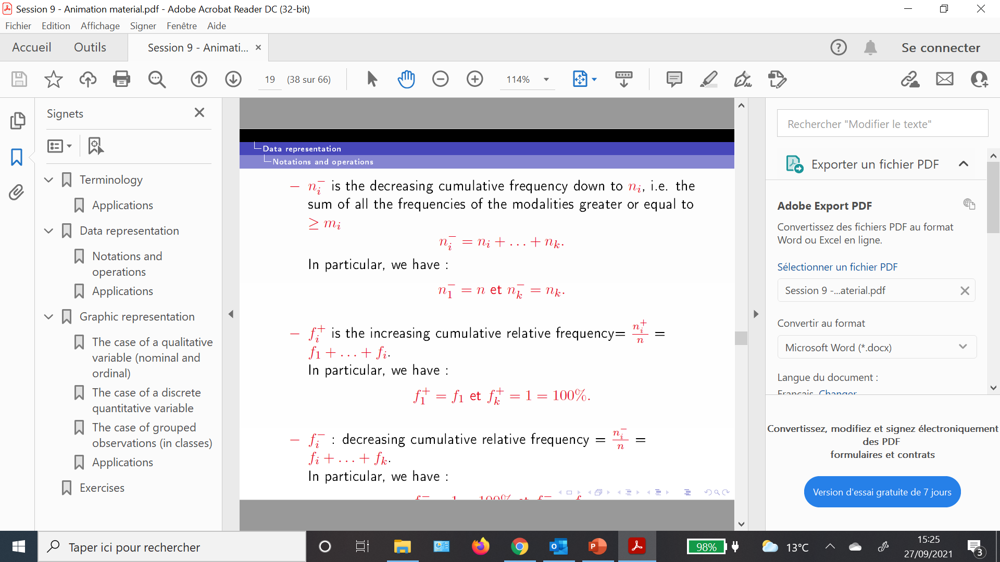 Session 9 - Animation material.pdf - Adobe Acrobat Reader DC (32-bit)
Fichier Edition Affichage Signer Fenêtre Aide
Accueil Outils Session 9 - Animati... × Se connecter
19 (38 sur 66) 114%
Signets
Terminology
Applications
Data representation
Notations and
operations
Applications
Graphic representation
The case of a qualitative
variable (nominal and
ordinal)
The case of a discrete
quantitative variable
The case of grouped
observations (in classes)
Applications
Exercises
Data representation
Notations and operations
− n_i^− is the decreasing cumulative frequency down to n_i, i.e. the
sum of all the frequencies of the modalities greater or equal to
≥ m_i
n_i^− = n_i + … + n_k.
In particular, we have :
n_1^− = n et n_k^− = n_k.
− f_i^+ is the increasing cumulative relative frequency= n_i^+/n =
f_1 + … + f_i.
In particular, we have :
f_1^+ = f_1 et f_k^+ = 1 = 100%.
− f_i^− : decreasing cumulative relative frequency = n_i^−/n =
f_i + … + f_k.
In particular, we have :
Rechercher "Modifier le texte"
Exporter un fichier PDF
Adobe Export PDF
Convertissez des fichiers PDF au format
Word ou Excel en ligne.
Sélectionner un fichier PDF
Session 9 -...aterial.pdf
Convertir au format
Microsoft Word (*.docx)
Langue du document :
Français Changer
Convertissez, modifiez et signez électroniquement
des PDF
formulaires et contrats
Version d'essai gratuite de 7 jours
Taper ici pour rechercher
98%
13°C
15:25
27/09/2021
3